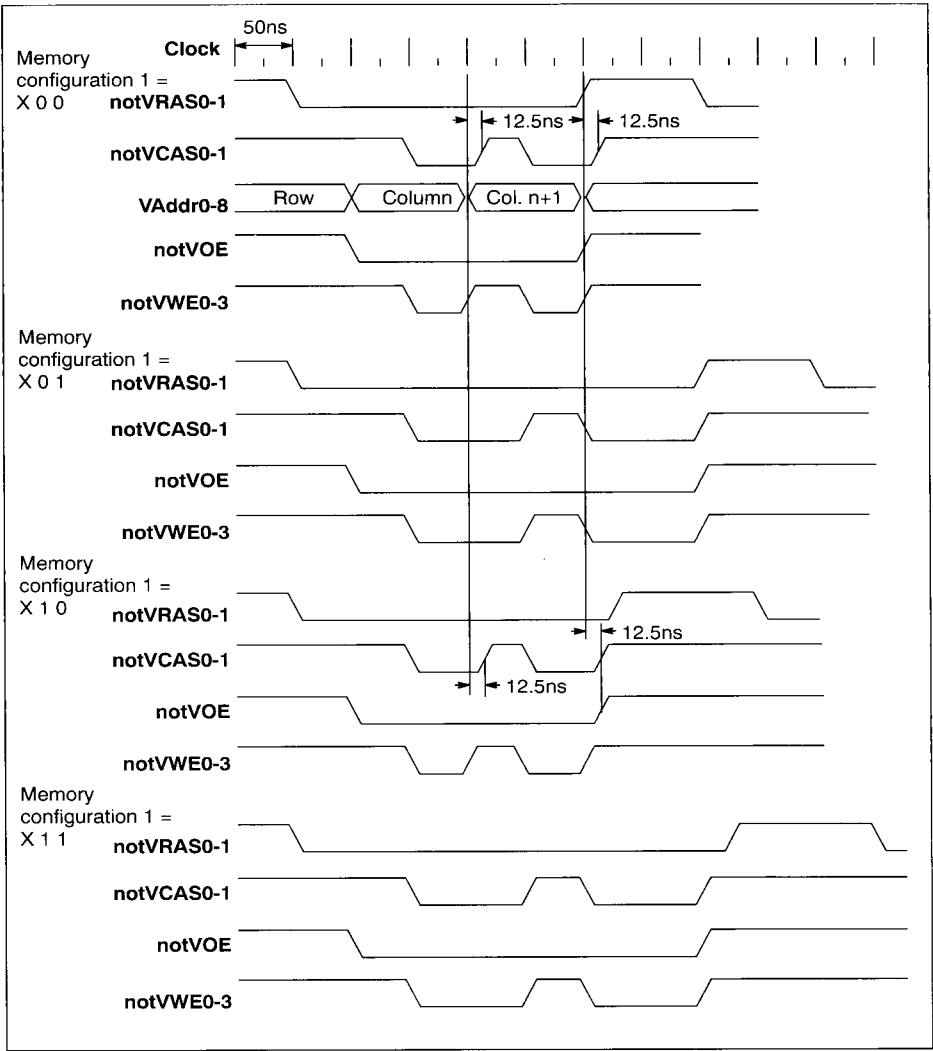 50ns
Clock
Memory
configuration 1 =
X 0 0
notVRAS0-1
12.5ns
12.5ns
notVCAS0-1
VAddr0-8
Row
Column
Col. n+1
notVOE
notVWE0-3
Memory
configuration 1 =
X 0 1
notVRAS0-1
notVCAS0-1
notVOE
notVWE0-3
Memory
configuration 1 =
X 1 0
notVRAS0-1
12.5ns
notVCAS0-1
12.5ns
notVOE
notVWE0-3
Memory
configuration 1 =
X 1 1
notVRAS0-1
notVCAS0-1
notVOE
notVWE0-3